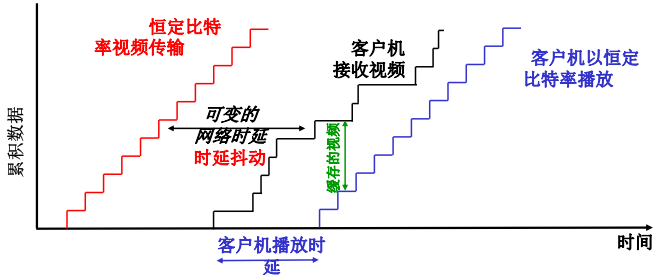 恒定比特
率视频传输
客户机
接收视频
客户机以恒定
比特率播放
可变的
网络时延
时延抖动
缓存的视频
累积数据
时间
客户机播放时
延